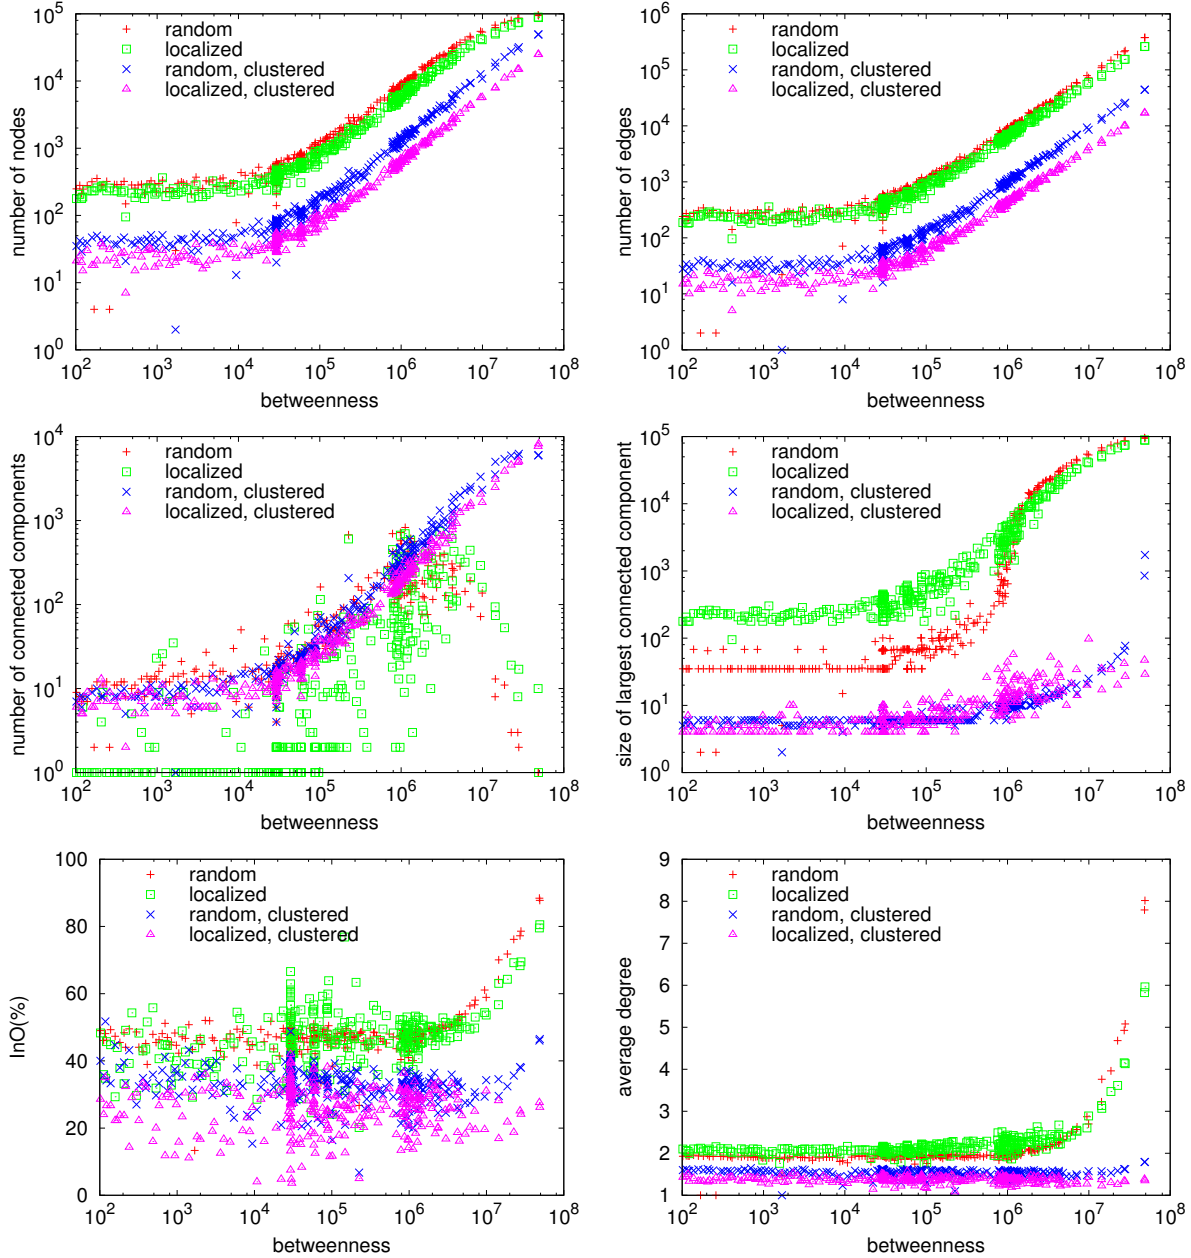 number of nodes
10^5
10^4
10^3
10^2
10^1
10^0
random
localized
random, clustered
localized, clustered
10^2 10^3 10^4 10^5 10^6 10^7 10^8
betweenness
number of edges
10^6
10^5
10^4
10^3
10^2
10^1
10^0
random
localized
random, clustered
localized, clustered
10^2 10^3 10^4 10^5 10^6 10^7 10^8
betweenness
number of connected components
10^4
10^3
10^2
10^1
10^0
random
localized
random, clustered
localized, clustered
10^2 10^3 10^4 10^5 10^6 10^7 10^8
betweenness
size of largest connected component
10^5
10^4
10^3
10^2
10^1
10^0
random
localized
random, clustered
localized, clustered
10^2 10^3 10^4 10^5 10^6 10^7 10^8
betweenness
InO(%)
100
80
60
40
20
0
random
localized
random, clustered
localized, clustered
10^2 10^3 10^4 10^5 10^6 10^7 10^8
betweenness
average degree
9
8
7
6
5
4
3
2
1
random
localized
random, clustered
localized, clustered
10^2 10^3 10^4 10^5 10^6 10^7 10^8
betweenness